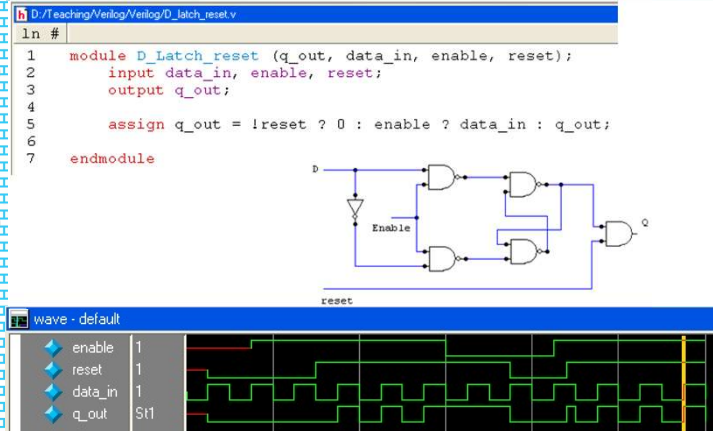 D:/Teaching/Verilog/Verilog/D_latch_reset.v
ln #
1 module D_Latch_reset (q_out, data_in, enable, reset);
2 input data_in, enable, reset;
3 output q_out;
4
5 assign q_out = !reset ? 0 : enable ? data_in : q_out;
6
7 endmodule
D
Enable
Q
reset
wave - default
enable 1
reset 1
data_in 1
q_out St1